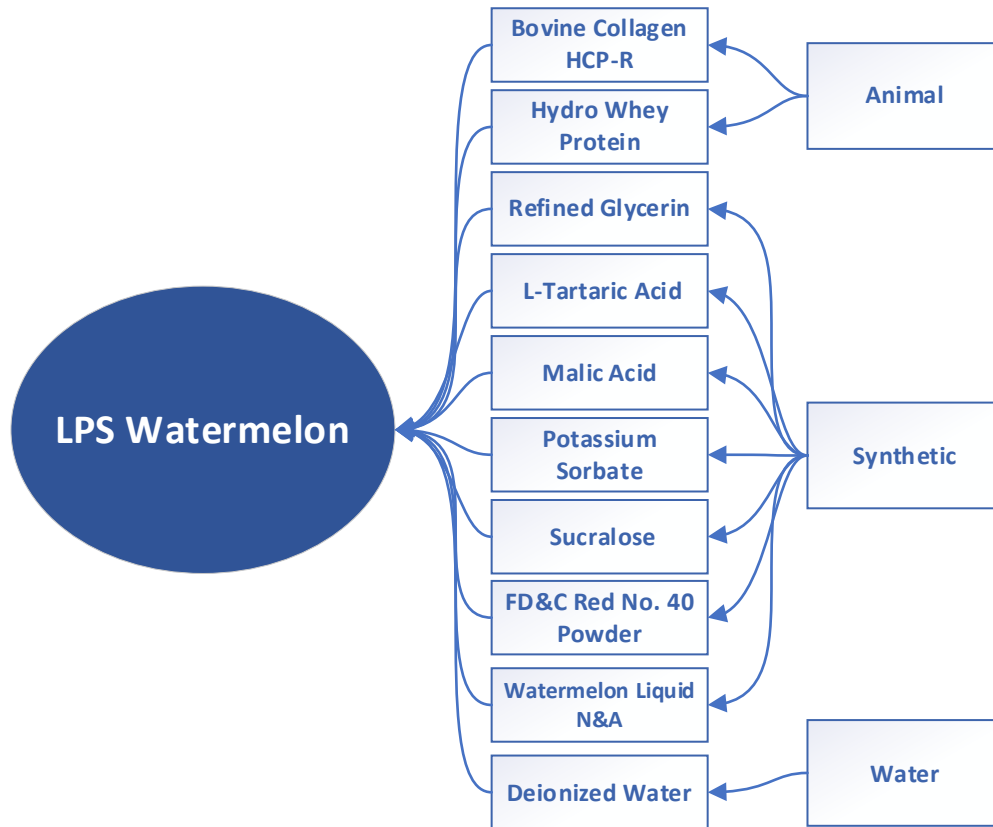 Bovine Collagen
HCP-R
Animal
Hydro Whey
Protein
Refined Glycerin
L-Tartaric Acid
Malic Acid
LPS Watermelon
Potassium
Sorbate
Synthetic
Sucralose
FD&C Red No. 40
Powder
Watermelon Liquid
N&A
Deionized Water
Water